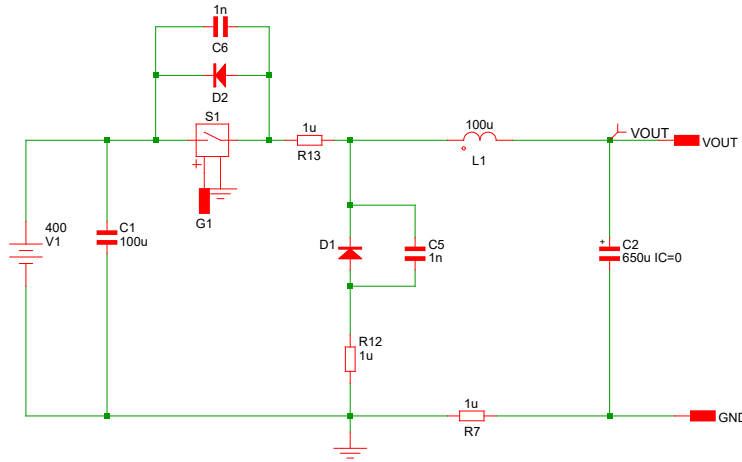 1n
C6
D2
S1
1u
R13
100u
L1
VOUT
VOUT
+
G1
400
V1
C1
100u
D1
C5
1n
+
C2
650u IC=0
R12
1u
1u
R7
GND